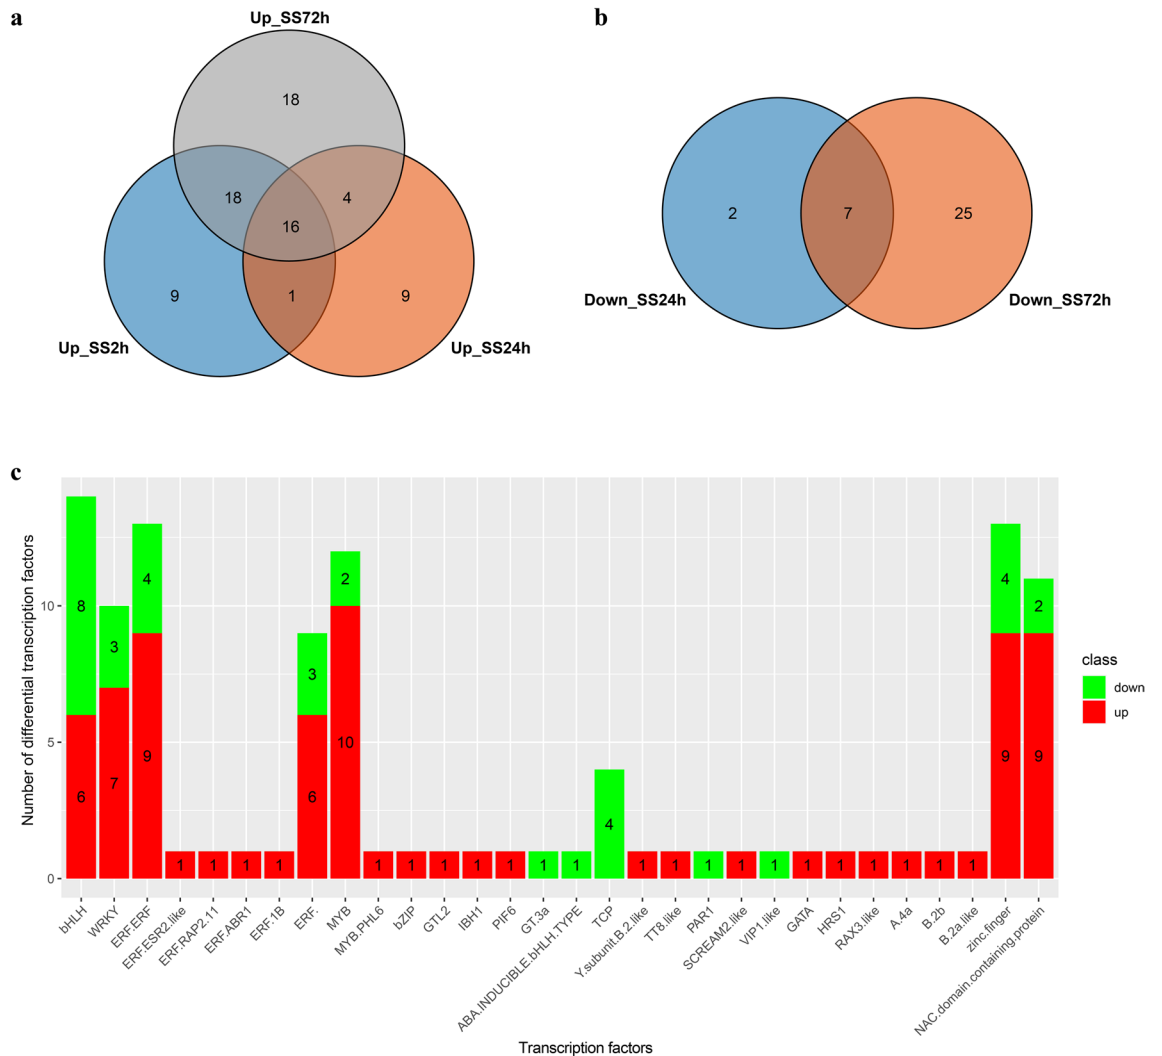 a
Up_SS72h
18
18
4
16
9
1
9
Up_SS2h
Up_SS24h
b
2
7
25
Down_SS24h
Down_SS72h
c
Number of differential transcription factors
10
5
0
8
6
3
7
4
9
1
1
1
1
3
6
2
10
1
1
1
1
1
1
1
4
1
1
1
1
1
1
1
1
1
1
1
4
9
2
9
class
down
up
bHLH
WRKY
ERF.ERF
ERF.ESR2.like
ERF.RAP2.11
ERF.ABR1
ERF.1B
ERF.
MYB
MYB.PHL6
bZIP
GTL2
IBH1
PIF6
GT.3a
ABA.INDUCIBLE.bHLH.TYPE
TCP
Y.subunit.B.2.like
TT8.like
PAR1
SCREAM2.like
VIP1.like
GATA
HRS1
RAX3.like
A.4a
B.2b
B.2a.like
zinc.finger
NAC.domain.containing.protein
Transcription factors